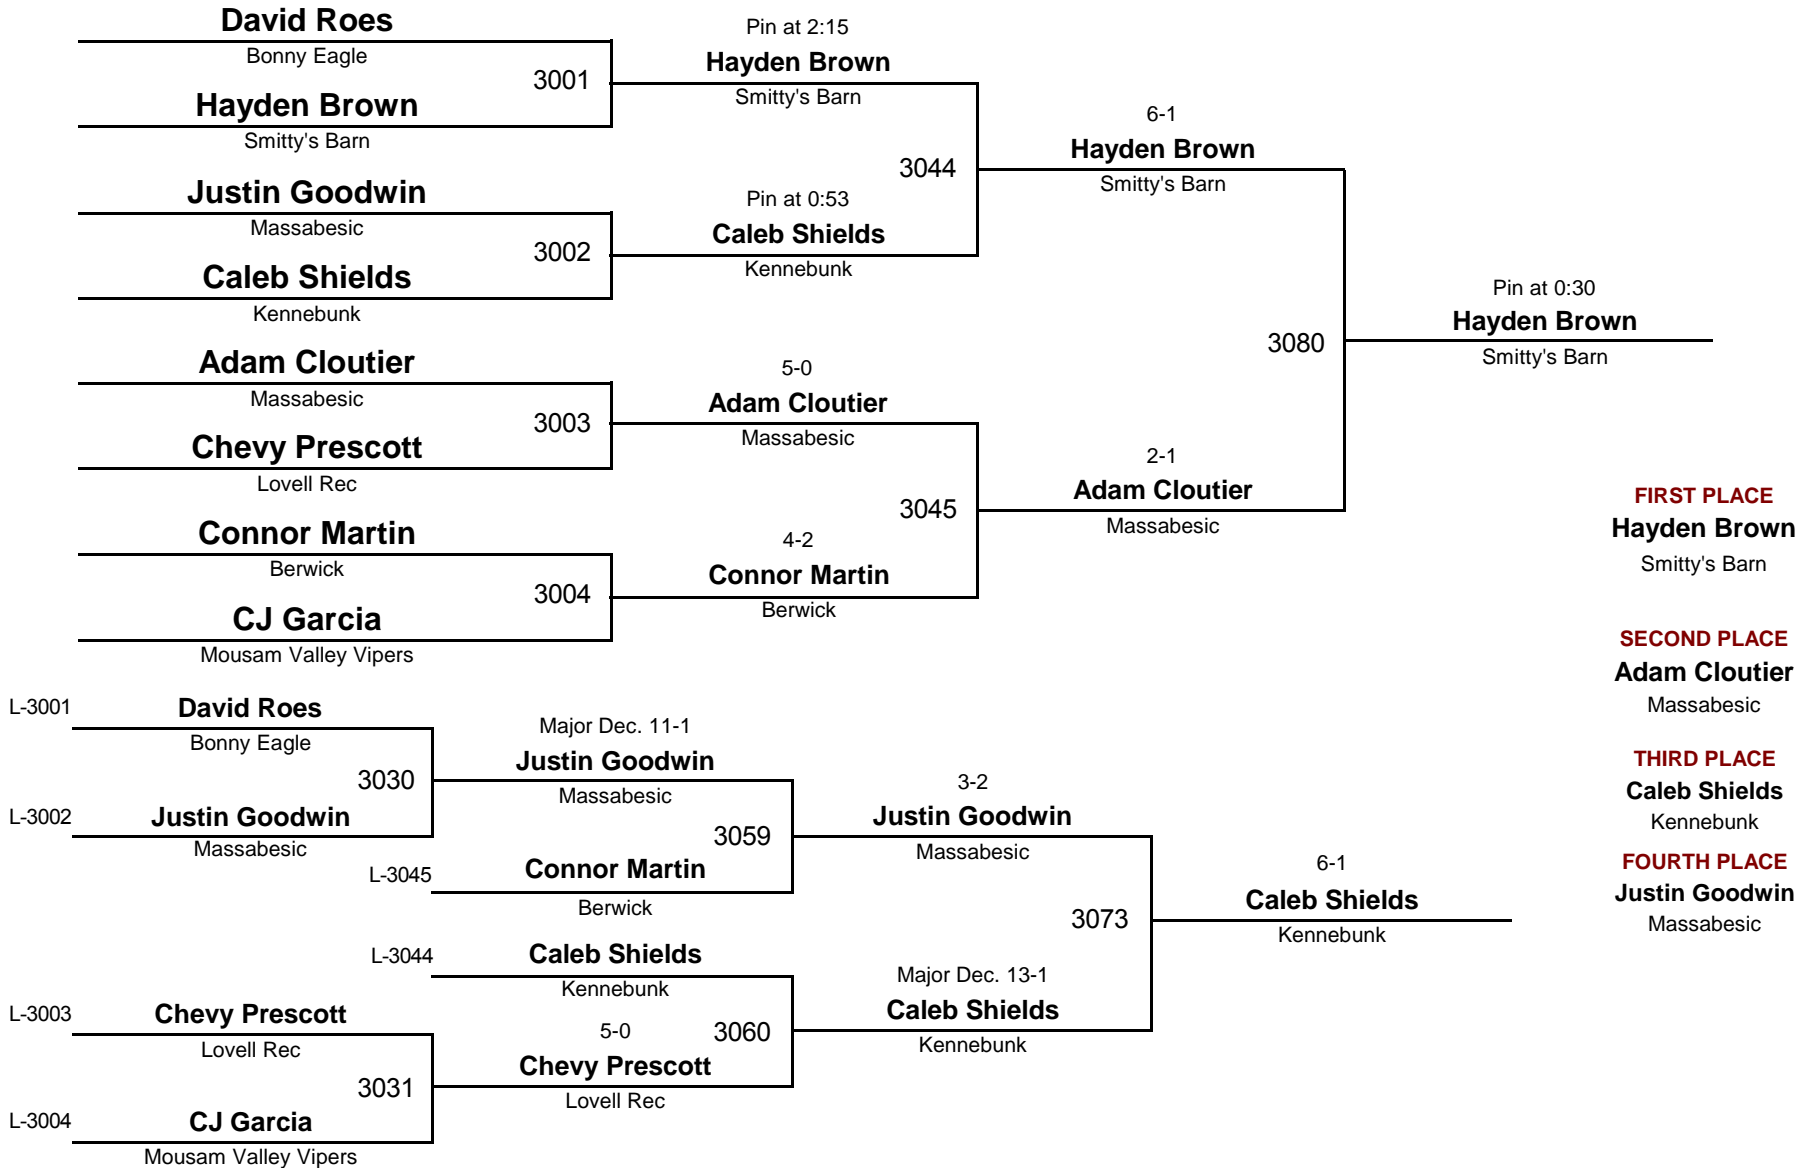 David Roes
Bonny Eagle
3001
Hayden Brown
Smitty's Barn
Pin at 2:15
Hayden Brown
Smitty's Barn
Justin Goodwin
Massabesic
3002
Caleb Shields
Kennebunk
Pin at 0:53
Caleb Shields
Kennebunk
3044
6-1
Hayden Brown
Smitty's Barn
Adam Cloutier
Massabesic
3003
Chevy Prescott
Lovell Rec
5-0
Adam Cloutier
Massabesic
Connor Martin
Berwick
3004
CJ Garcia
Mousam Valley Vipers
4-2
Connor Martin
Berwick
3045
2-1
Adam Cloutier
Massabesic
3080
Pin at 0:30
Hayden Brown
Smitty's Barn
FIRST PLACE
Hayden Brown
Smitty's Barn
SECOND PLACE
Adam Cloutier
Massabesic
THIRD PLACE
Caleb Shields
Kennebunk
FOURTH PLACE
Justin Goodwin
Massabesic
L-3001
David Roes
Bonny Eagle
3030
L-3002
Justin Goodwin
Massabesic
Major Dec. 11-1
Justin Goodwin
Massabesic
3059
L-3045
Connor Martin
Berwick
3-2
Justin Goodwin
Massabesic
L-3044
Caleb Shields
Kennebunk
L-3003
Chevy Prescott
Lovell Rec
3031
L-3004
CJ Garcia
Mousam Valley Vipers
5-0
Chevy Prescott
Lovell Rec
3060
Major Dec. 13-1
Caleb Shields
Kennebunk
3073
6-1
Caleb Shields
Kennebunk